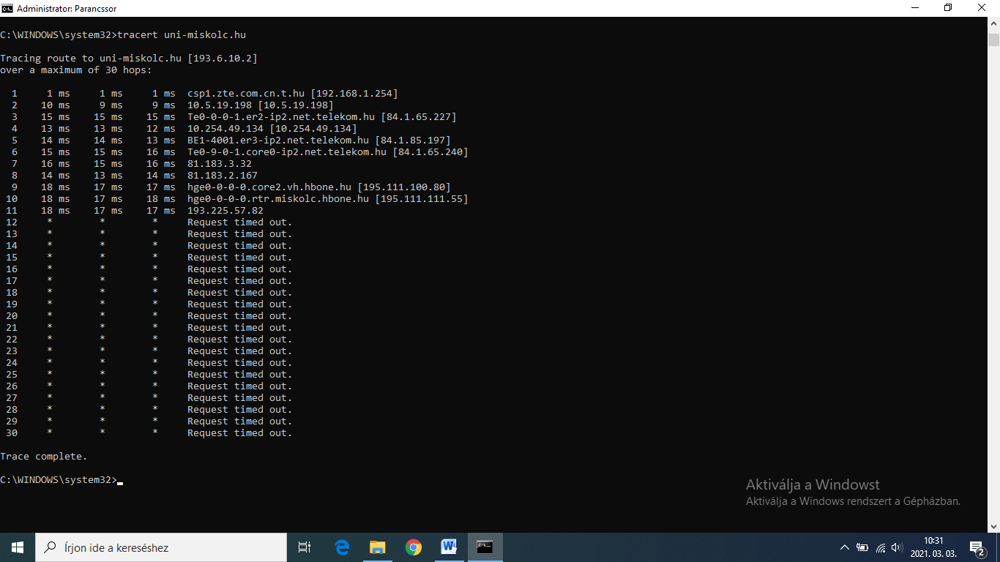 Administrator: Parancssor
C:\WINDOWS\system32>tracert uni-miskolc.hu
Tracing route to uni-miskolc.hu [193.6.10.2]
over a maximum of 30 hops:
1 1 ms 1 ms 1 ms csp1.zte.com.cn.t.hu [192.168.1.254]
2 10 ms 9 ms 9 ms 10.5.19.198 [10.5.19.198]
3 15 ms 15 ms 15 ms Te0-0-0-1.er2-ip2.net.telekom.hu [84.1.65.227]
4 13 ms 13 ms 12 ms 10.254.49.134 [10.254.49.134]
5 14 ms 14 ms 13 ms BE1-4001.er3-ip2.net.telekom.hu [84.1.85.197]
6 15 ms 15 ms 16 ms Te0-9-0-1.core0-ip2.net.telekom.hu [84.1.65.240]
7 16 ms 15 ms 16 ms 81.183.3.32
8 14 ms 13 ms 14 ms 81.183.2.167
9 18 ms 17 ms 17 ms hge0-0-0-0.core2.vh.hbone.hu [195.111.100.80]
10 18 ms 17 ms 18 ms hge0-0-0-0.rtr.miskolc.hbone.hu [195.111.111.55]
11 18 ms 17 ms 17 ms 193.225.57.82
12 * * * Request timed out.
13 * * * Request timed out.
14 * * * Request timed out.
15 * * * Request timed out.
16 * * * Request timed out.
17 * * * Request timed out.
18 * * * Request timed out.
19 * * * Request timed out.
20 * * * Request timed out.
21 * * * Request timed out.
22 * * * Request timed out.
23 * * * Request timed out.
24 * * * Request timed out.
25 * * * Request timed out.
26 * * * Request timed out.
27 * * * Request timed out.
28 * * * Request timed out.
29 * * * Request timed out.
30 * * * Request timed out.
Trace complete.
C:\WINDOWS\system32>
Aktiválja a Windowst
Aktiválja a Windows rendszert a Gépházban.
Írjon ide a kereséshez
10:31
2021. 03. 03.
2